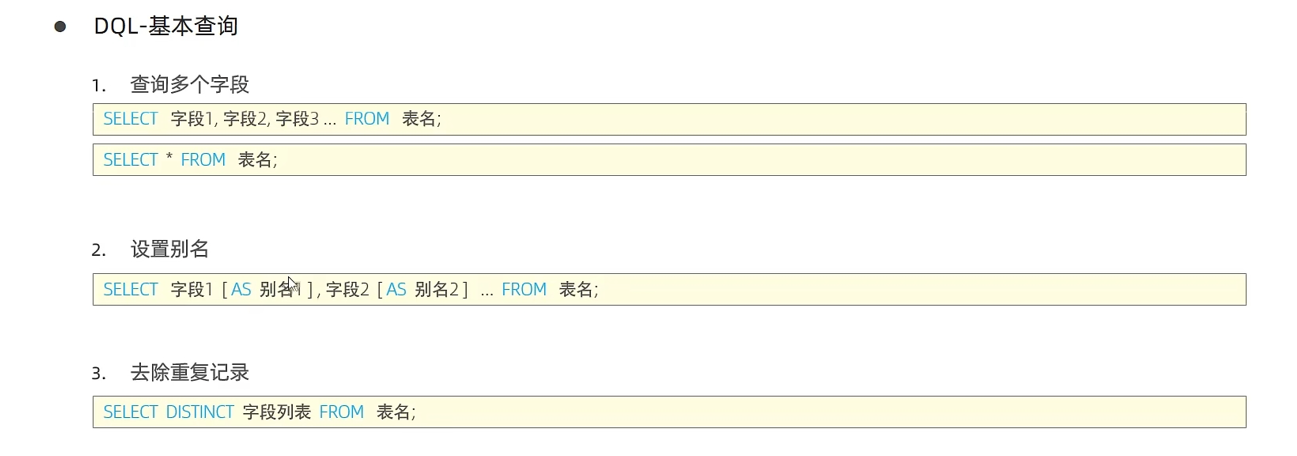 ● DQL-基本查询
1. 查询多个字段
SELECT 字段1, 字段2, 字段3 ... FROM 表名;
SELECT * FROM 表名;
2. 设置别名
SELECT 字段1 [ AS 别名1 ] , 字段2 [ AS 别名2 ] ... FROM 表名;
3. 去除重复记录
SELECT DISTINCT 字段列表 FROM 表名;